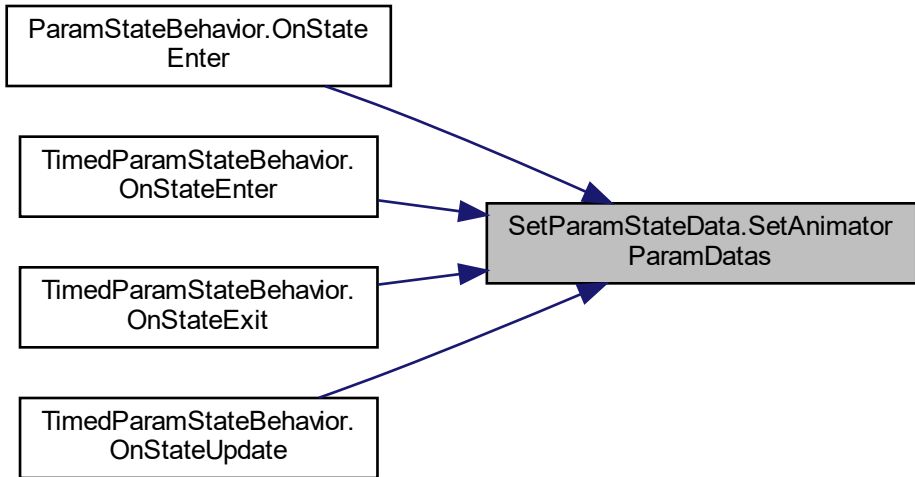 ParamStateBehavior.OnState
Enter
TimedParamStateBehavior.
OnStateEnter
SetParamStateData.SetAnimator
ParamDatas
TimedParamStateBehavior.
OnStateExit
TimedParamStateBehavior.
OnStateUpdate